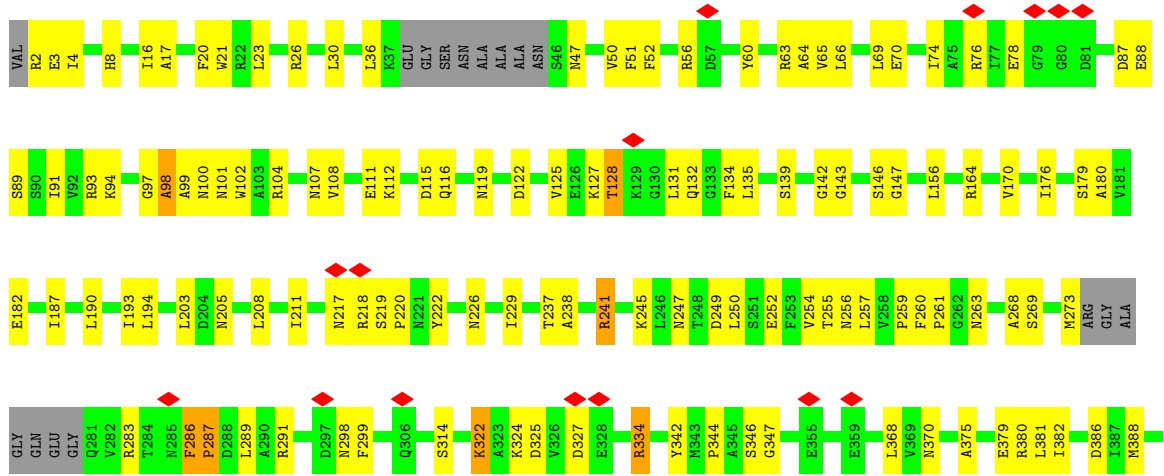 VAL R2 E3 I4 H8 I16 A17 F20 W21 R22 L23 R26 L30 L36 K37 GLU GLY SER ASN ALA ALA ALA ASN S46 N47 V50 F51 F52 R56 D57 Y60 R63 A64 V65 L66 L69 E70 I74 A75 R76 I77 E78 G79 G80 D81 D87 E88
S89 S90 I91 V92 R93 K94 G97 A98 A99 N100 N101 W102 A103 R104 N107 V108 E111 K112 D115 Q116 N119 D122 V125 E126 K127 T128 K129 G130 L131 Q132 G133 F134 L135 S139 G142 G143 S146 G147 L156 R164 V170 I176 S179 A180 V181
E182 I187 L190 I193 L194 L203 D204 N205 L208 I211 N217 R218 S219 P220 N221 Y222 N226 I229 T237 A238 R241 K245 L246 N247 T248 D249 L250 S251 E252 F253 V254 T255 N256 L257 V258 P259 F260 P261 G262 N263 A268 S269 M273 ARG GLY ALA
GLY GLN GLU GLY Q281 V282 R283 T284 N285 F286 P287 D288 L289 A290 R291 D297 N298 F299 Q306 S314 K322 A323 K324 D325 V326 D327 E328 R334 Y342 M343 P344 A345 S346 G347 E355 E359 L368 V369 N370 A375 E379 R380 L381 I382 D386 I387 M388